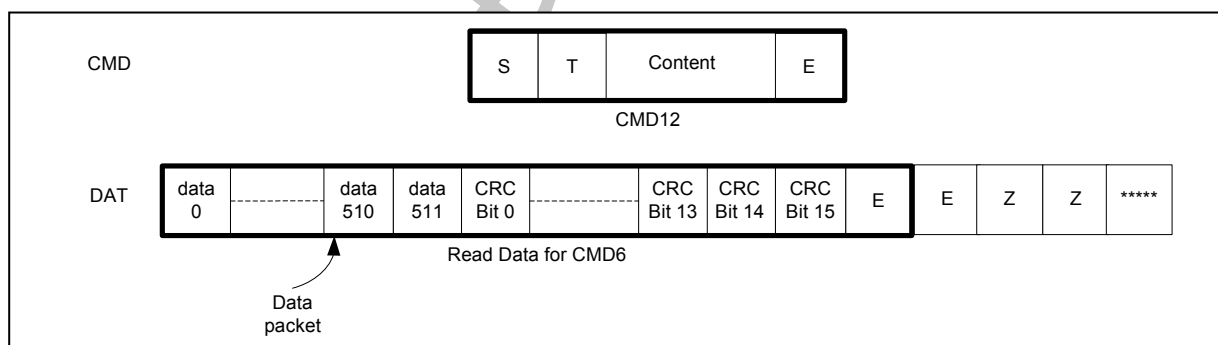 CMD
S T Content E
CMD12
DAT
data 0
data 510
data 511
CRC Bit 0
CRC Bit 13
CRC Bit 14
CRC Bit 15
E
E
Z
Z
*****
Read Data for CMD6
Data
packet